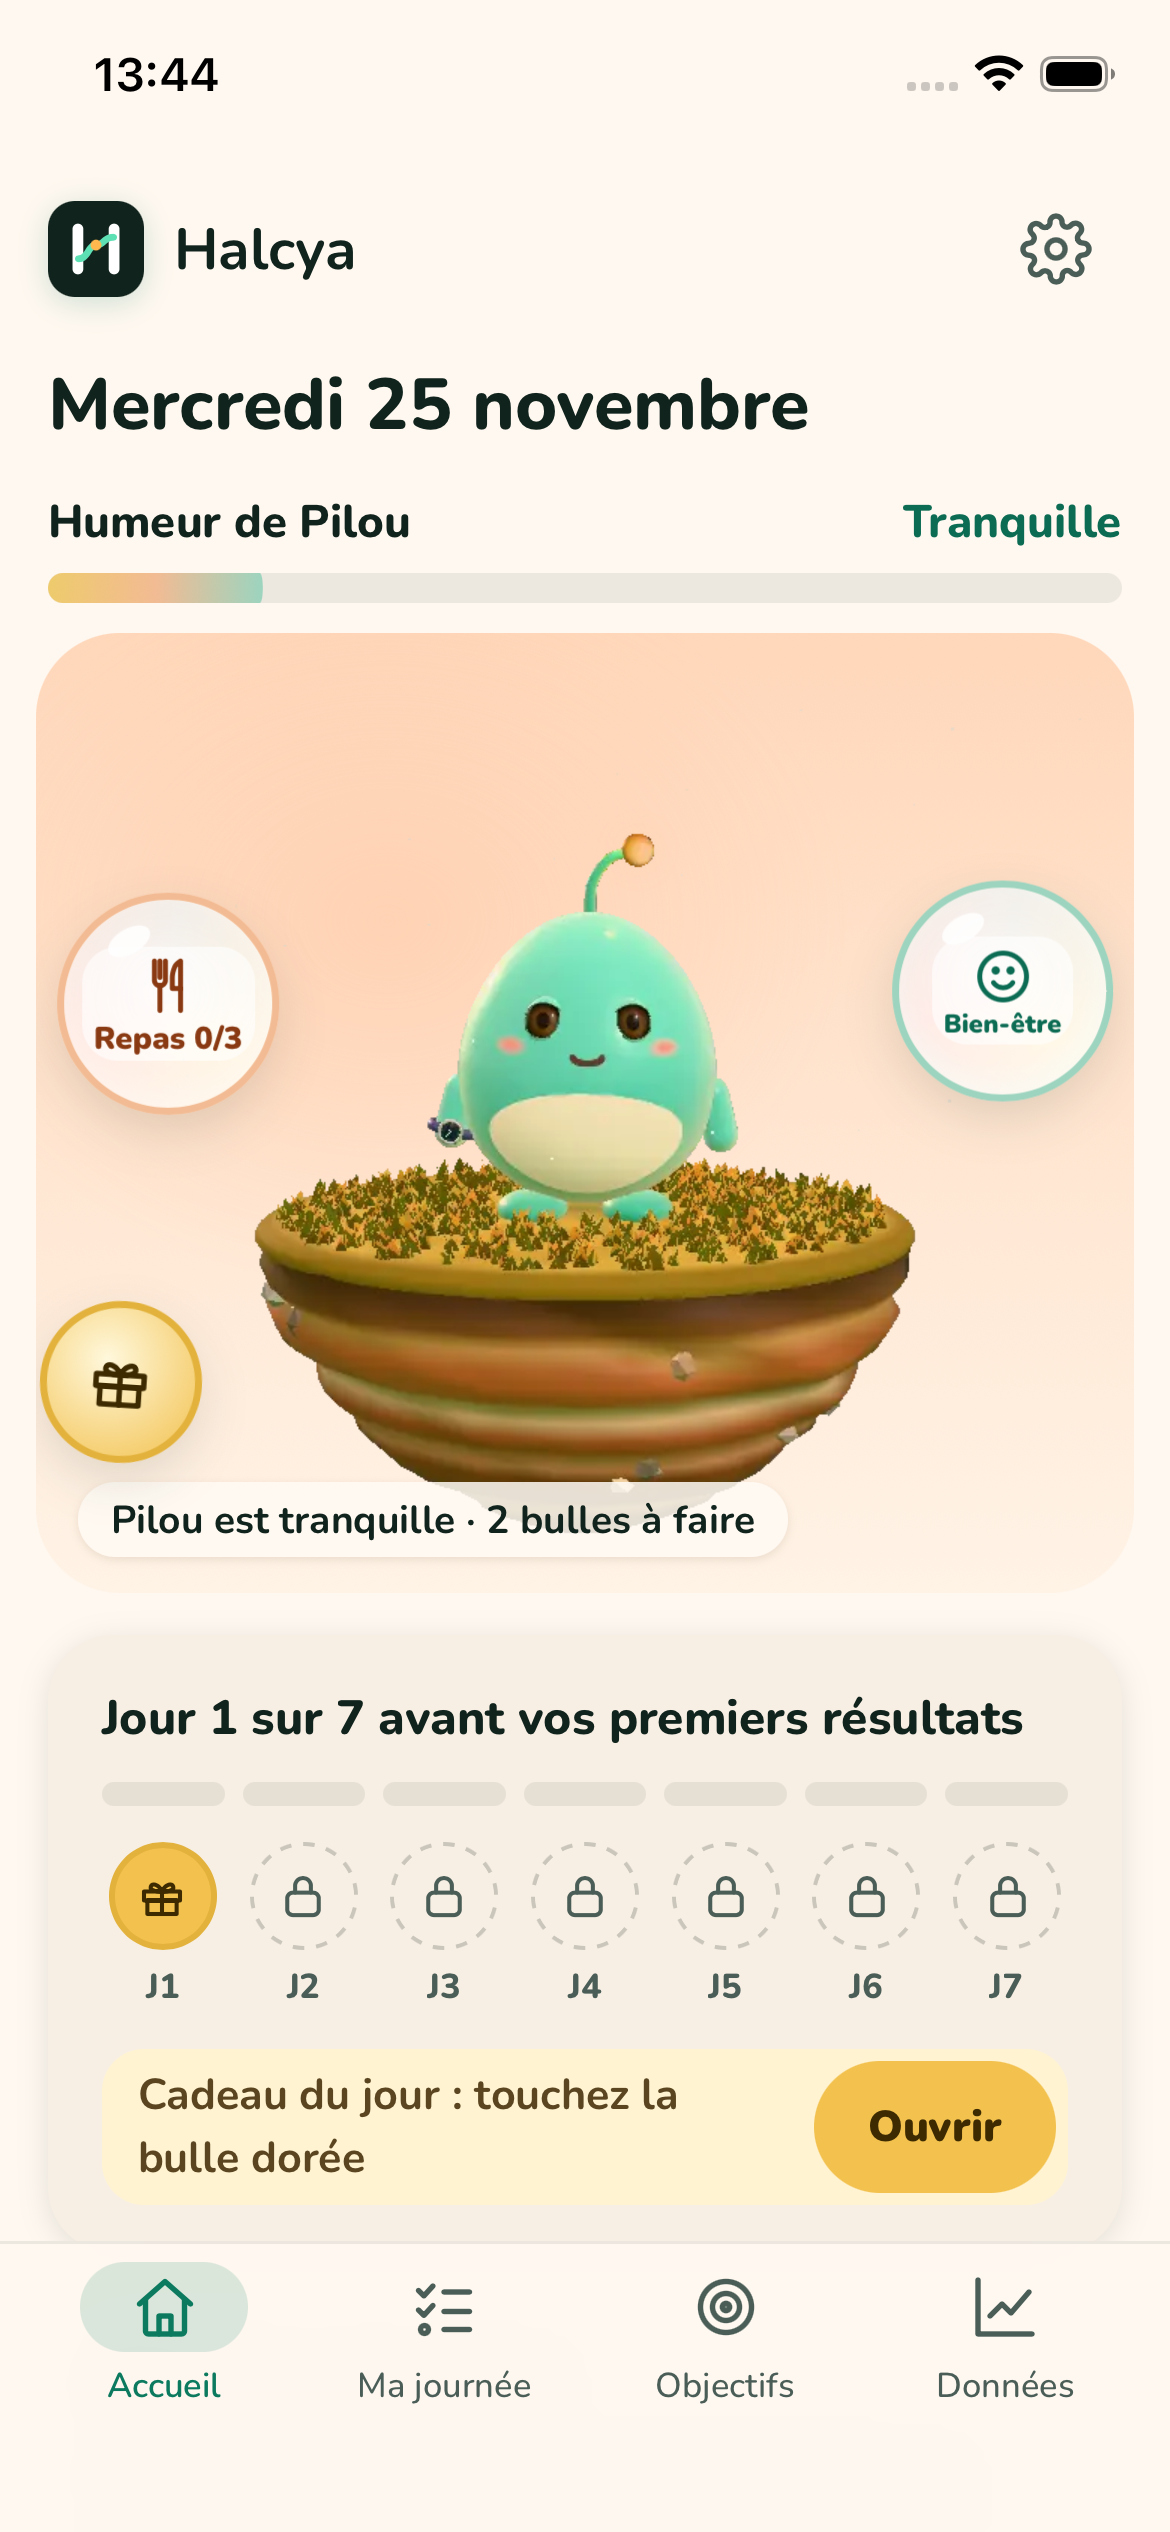 13:44
Halcya
Mercredi 25 novembre
Humeur de Pilou
Tranquille
Repas 0/3
Bien-être
Pilou est tranquille · 2 bulles à faire
Jour 1 sur 7 avant vos premiers résultats
J1 J2 J3 J4 J5 J6 J7
Cadeau du jour : touchez la
bulle dorée
Ouvrir
Accueil Ma journée Objectifs Données